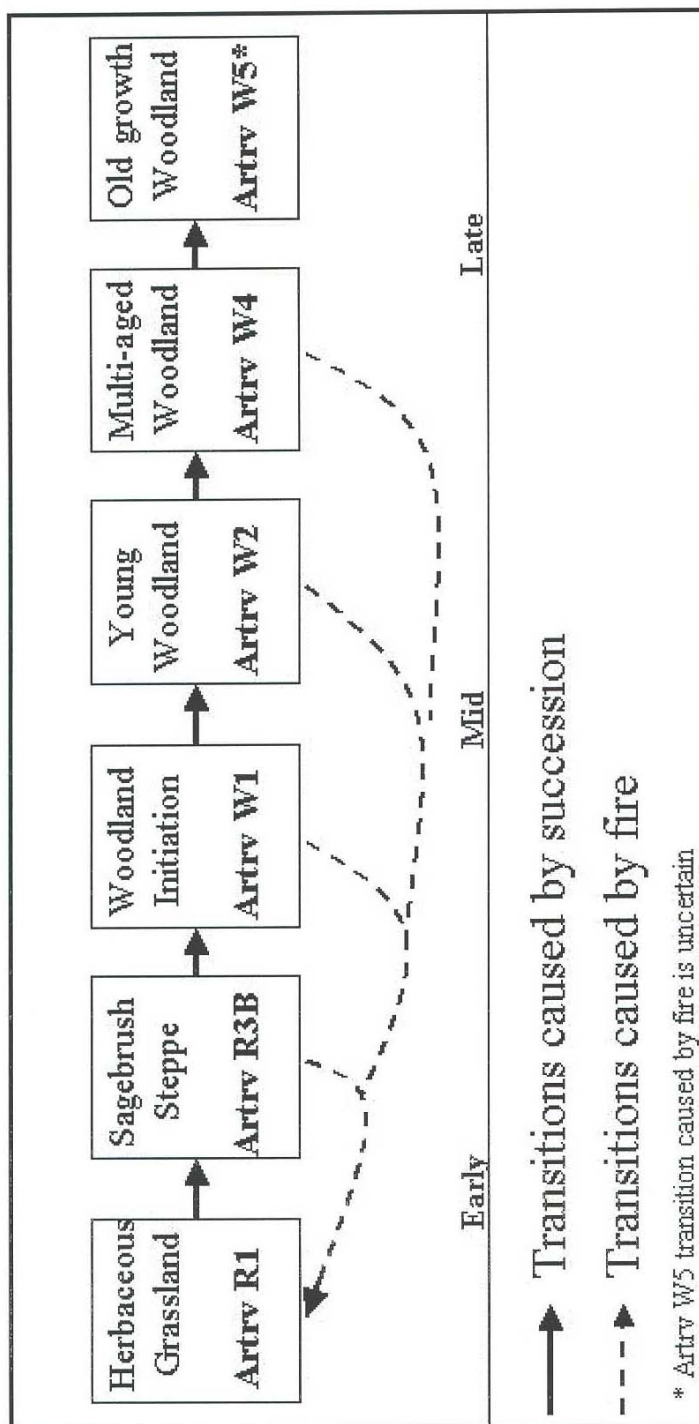 Herbaceous
Grassland
Artrv R1
Sagebrush
Steppe
Artrv R3B
Woodland
Initiation
Artrv W1
Young
Woodland
Artrv W2
Multi-aged
Woodland
Artrv W4
Old growth
Woodland
Artrv W5*
Early
Mid
Late
Transitions caused by succession
Transitions caused by fire
* Artrv W5 transition caused by fire is uncertain